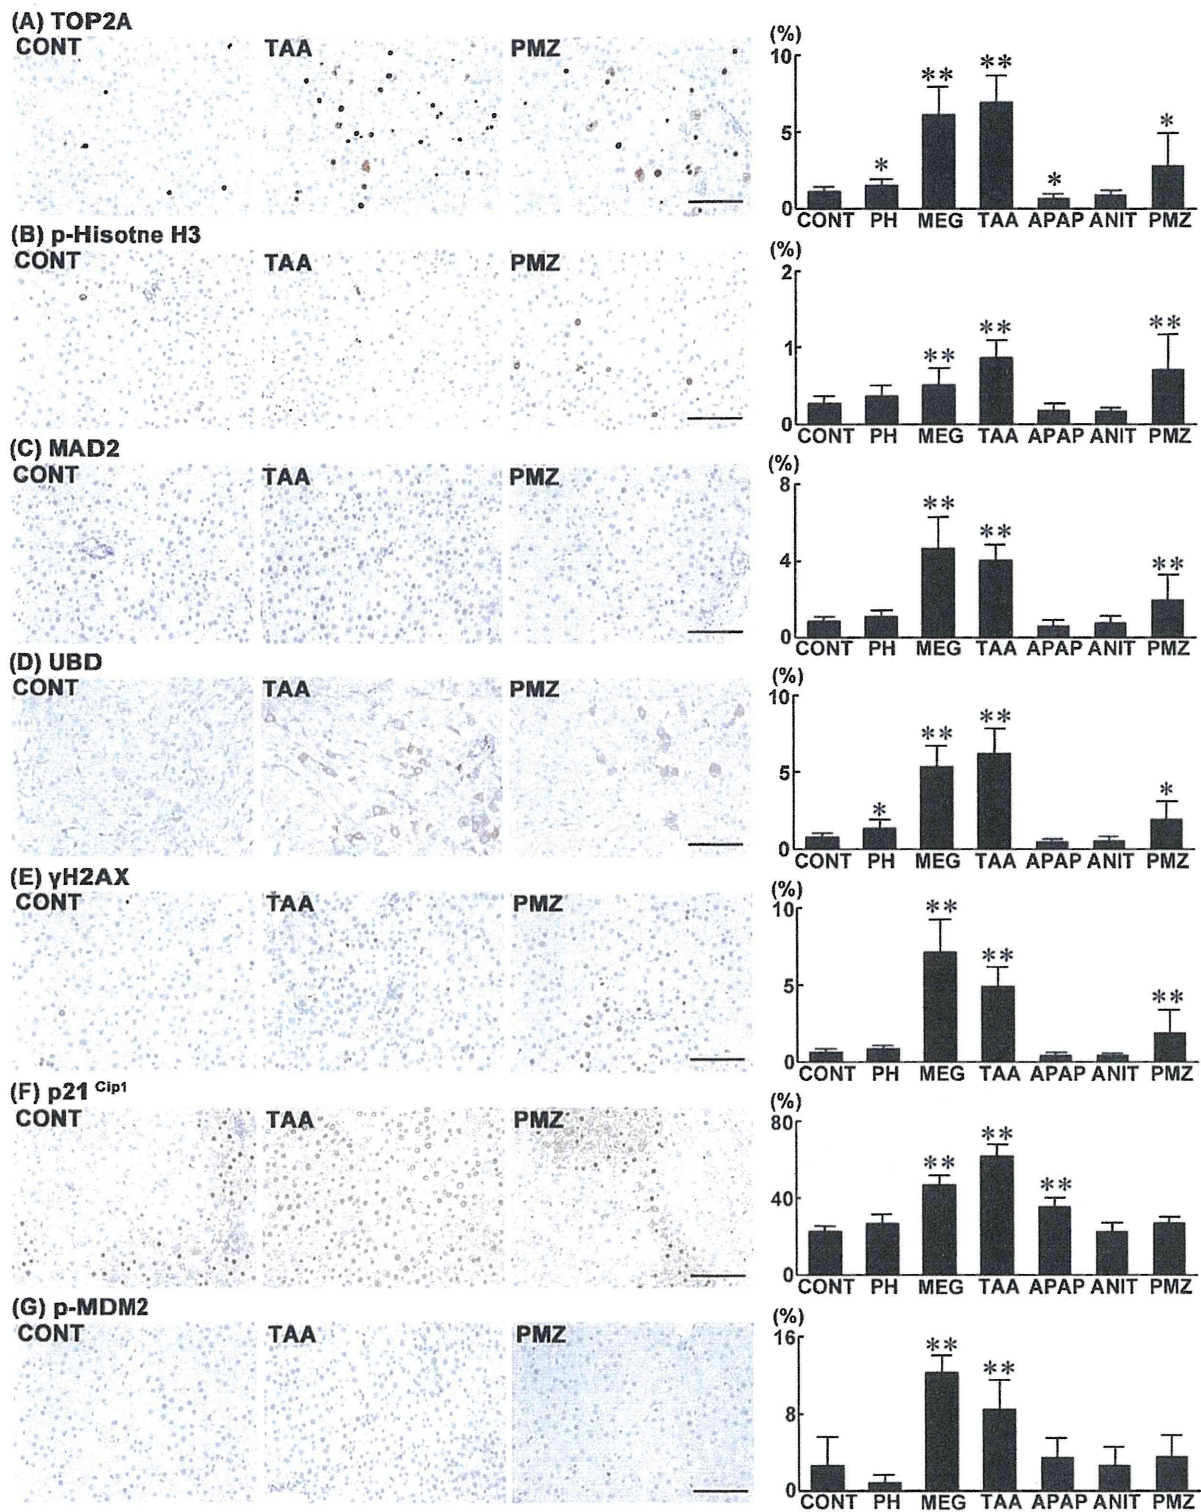 (A) TOP2A
CONT TAA PMZ
(%)
10
5
0
** ** * * *
CONT PH MEG TAA APAP ANIT PMZ
(B) p-Hisotne H3
CONT TAA PMZ
(%)
2
1
0
** ** **
CONT PH MEG TAA APAP ANIT PMZ
(C) MAD2
CONT TAA PMZ
(%)
8
4
0
** ** **
CONT PH MEG TAA APAP ANIT PMZ
(D) UBD
CONT TAA PMZ
(%)
10
5
0
* ** ** *
CONT PH MEG TAA APAP ANIT PMZ
(E) γH2AX
CONT TAA PMZ
(%)
10
5
0
** ** **
CONT PH MEG TAA APAP ANIT PMZ
(F) p21 Cip1
CONT TAA PMZ
(%)
80
40
0
** ** **
CONT PH MEG TAA APAP ANIT PMZ
(G) p-MDM2
CONT TAA PMZ
(%)
16
8
0
** **
CONT PH MEG TAA APAP ANIT PMZ